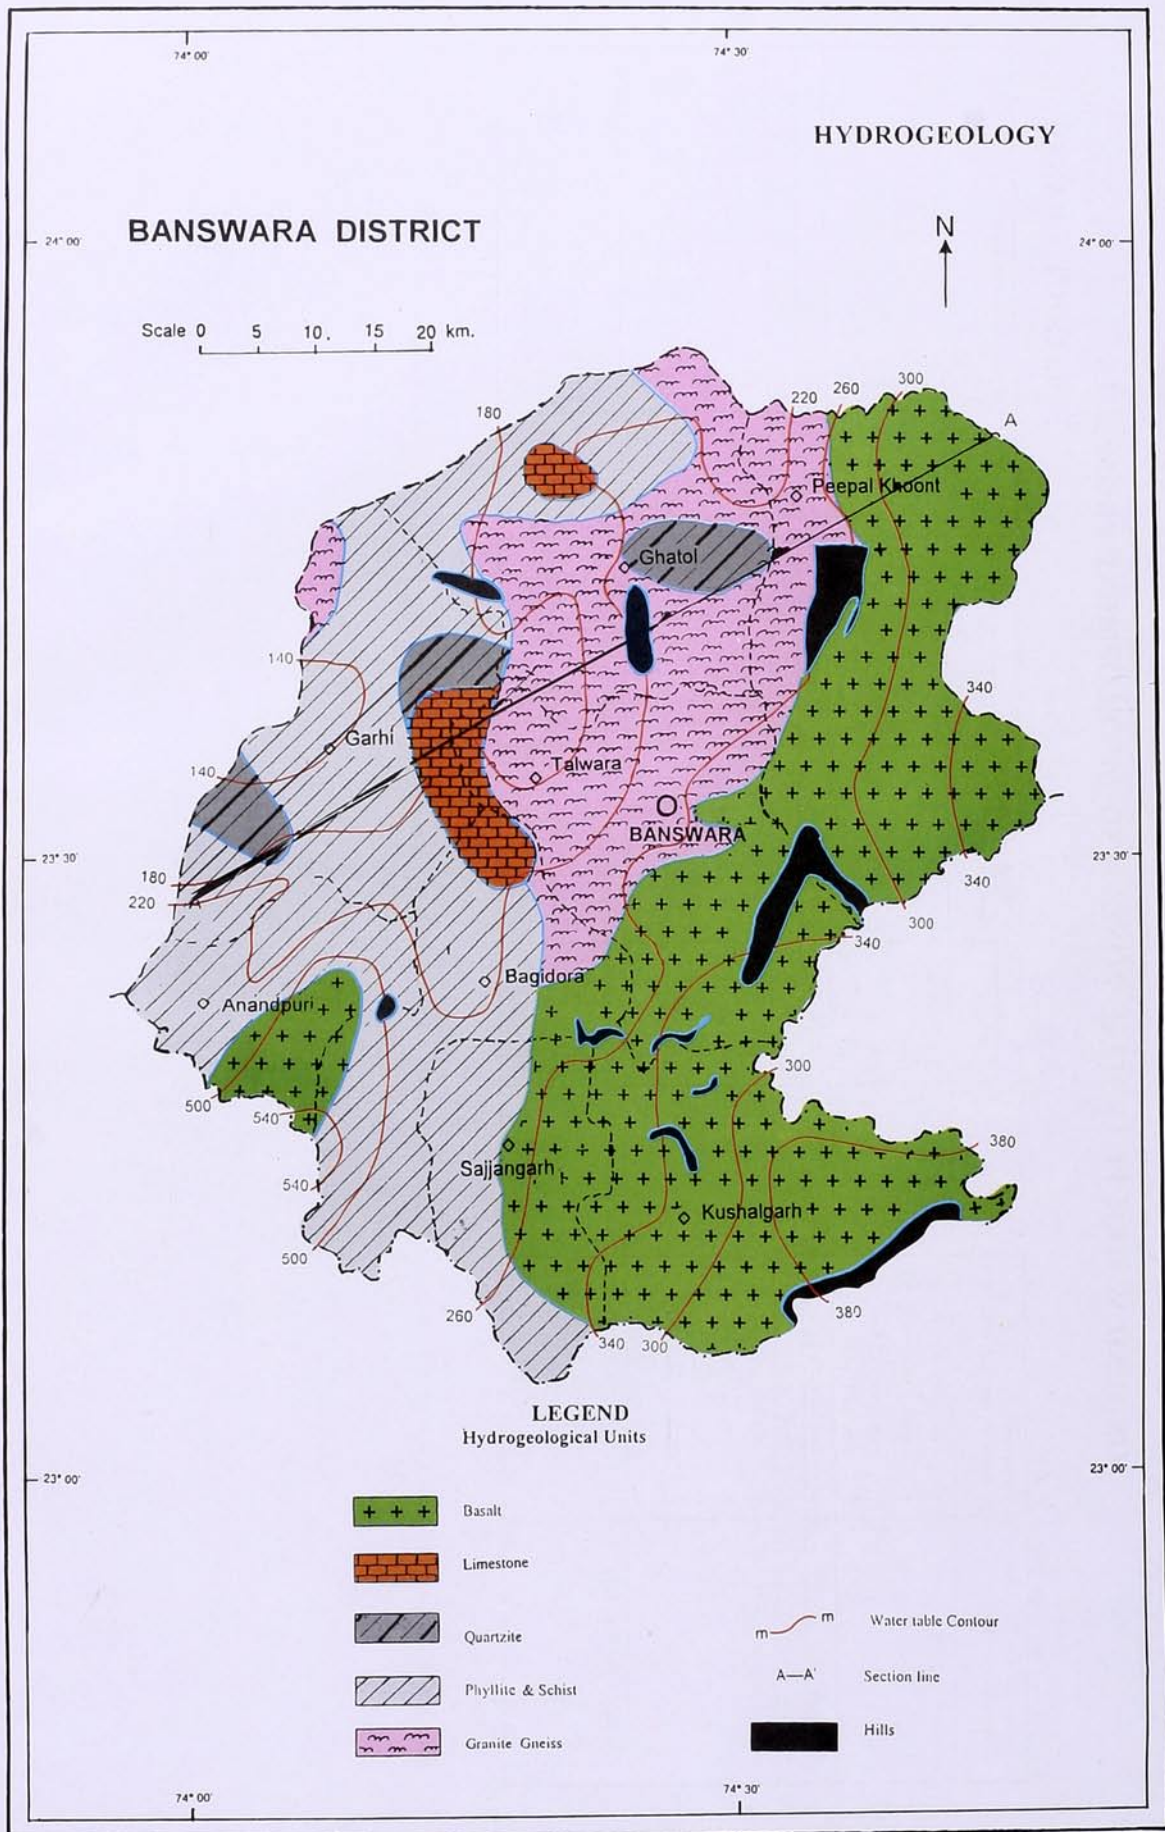 74° 00'
74° 30'
HYDROGEOLOGY
BANSWARA DISTRICT
24° 00'
N
24° 00'
Scale 0 5 10. 15 20 km.
300
260
220
180
A
Peepal Khoont
Ghatol
140
340
Garhi
140
Talwara
BANSWARA
23° 30'
23° 30'
340
180
220
300
340
Bagidora
Anandpuri
300
500
540
380
Sajjangarh
540
Kushalgarh
500
260
380
340 300
LEGEND
Hydrogeological Units
23° 00'
23° 00'
Basalt
Limestone
Quartzite
Phyllite & Schist
Granite Gneiss
m m Water table Contour
A—A' Section line
Hills
74° 00'
74° 30'